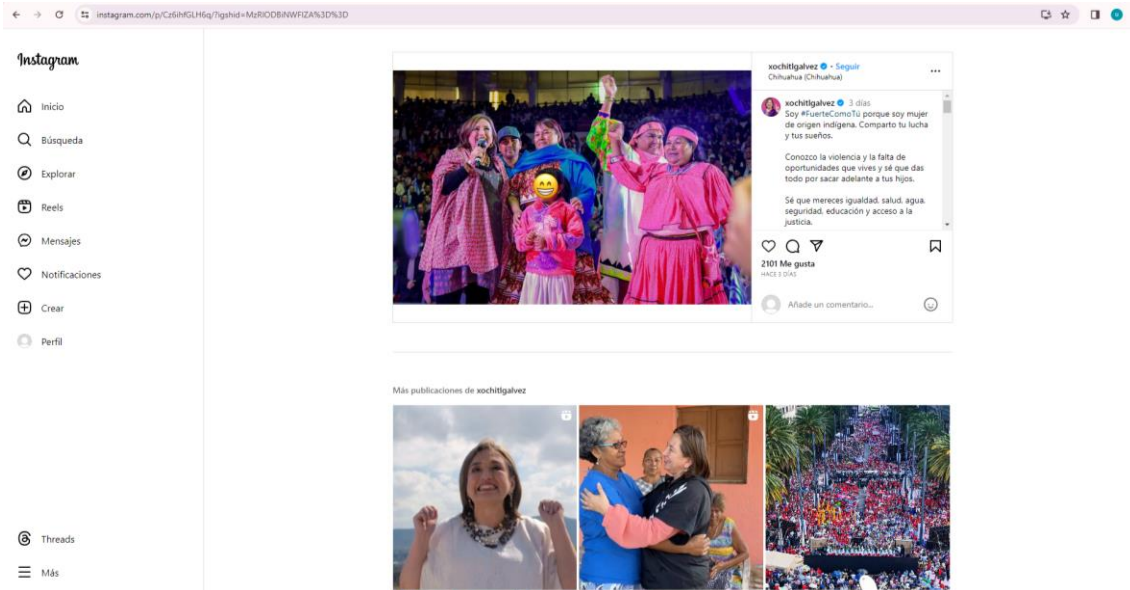 instagram.com/p/Cz6ihfGLH6q/?igshid=MzRlODBiNWFlZA%3D%3D
Instagram
Inicio
Búsqueda
Explorar
Reels
Mensajes
Notificaciones
Crear
Perfil
Threads
Más
xochitlgalvez • Seguir
Chihuahua (Chihuahua)
xochitlgalvez 3 días
Soy #FuerteComoTú porque soy mujer
de origen indígena. Comparto tu lucha
y tus sueños.
Conozco la violencia y la falta de
oportunidades que vives y sé que das
todo por sacar adelante a tus hijos.
Sé que mereces igualdad, salud, agua,
seguridad, educación y acceso a la
justicia.
2101 Me gusta
HACE 3 DÍAS
Añade un comentario...
Más publicaciones de xochitlgalvez